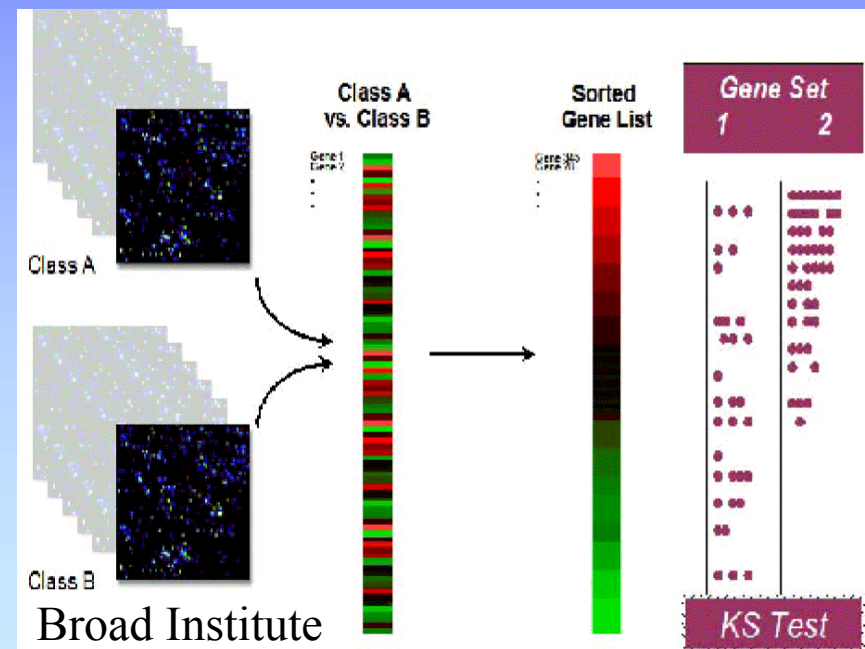 Class A
vs. Class B
Sorted
Gene List
Gene Set
1 2
Gene 1
Gene 2
Class A
Class B
Broad Institute
KS Test